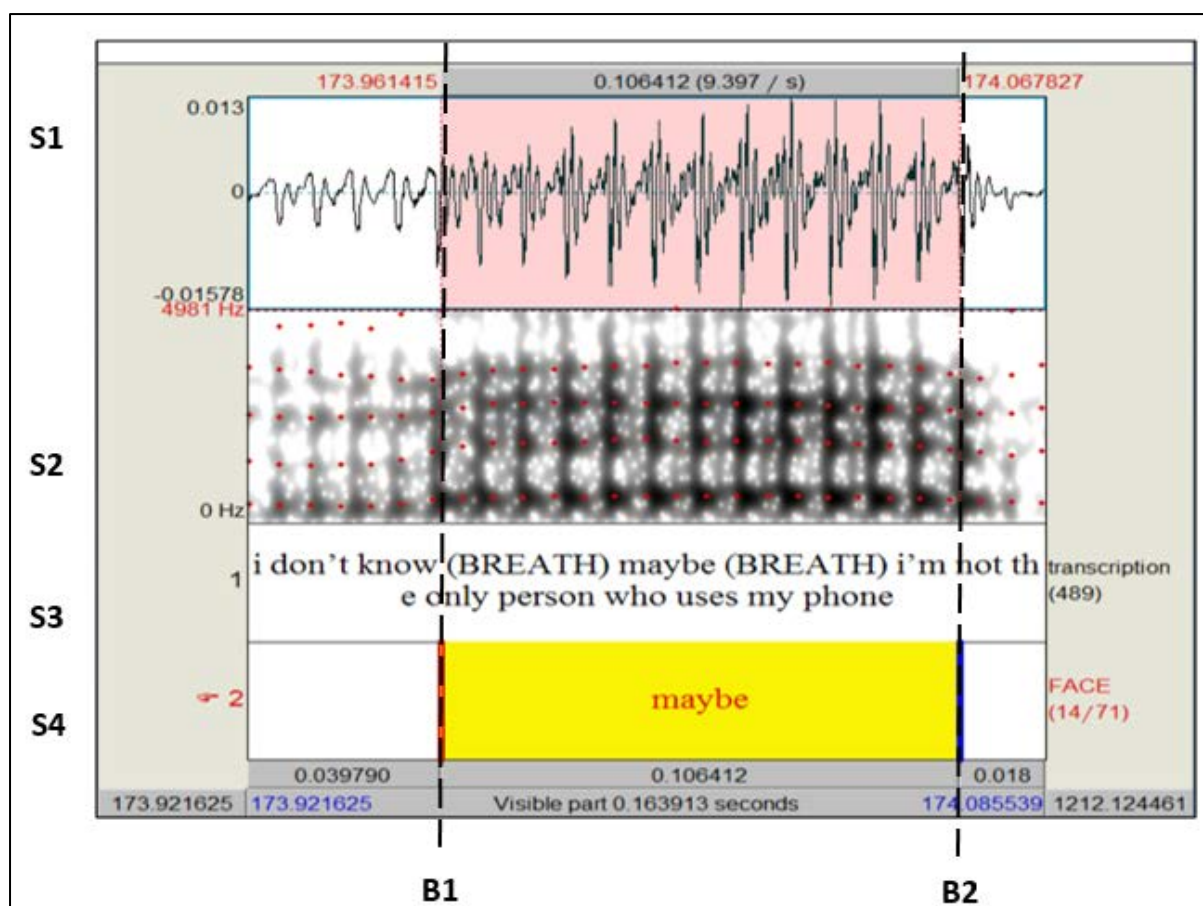 173.961415 0.106412 (9.397 / s) 174.067827
0.013
S1
0
-0.01578
4981 Hz
S2
0 Hz
i don't know (BREATH) maybe (BREATH) i'm not th
1 transcription
e only person who uses my phone
(489)
S3
maybe
2 FACE
(14/71)
S4
0.039790 0.106412 0.018
173.921625 173.921625 Visible part 0.163913 seconds 174.085539 1212.124461
B1 B2